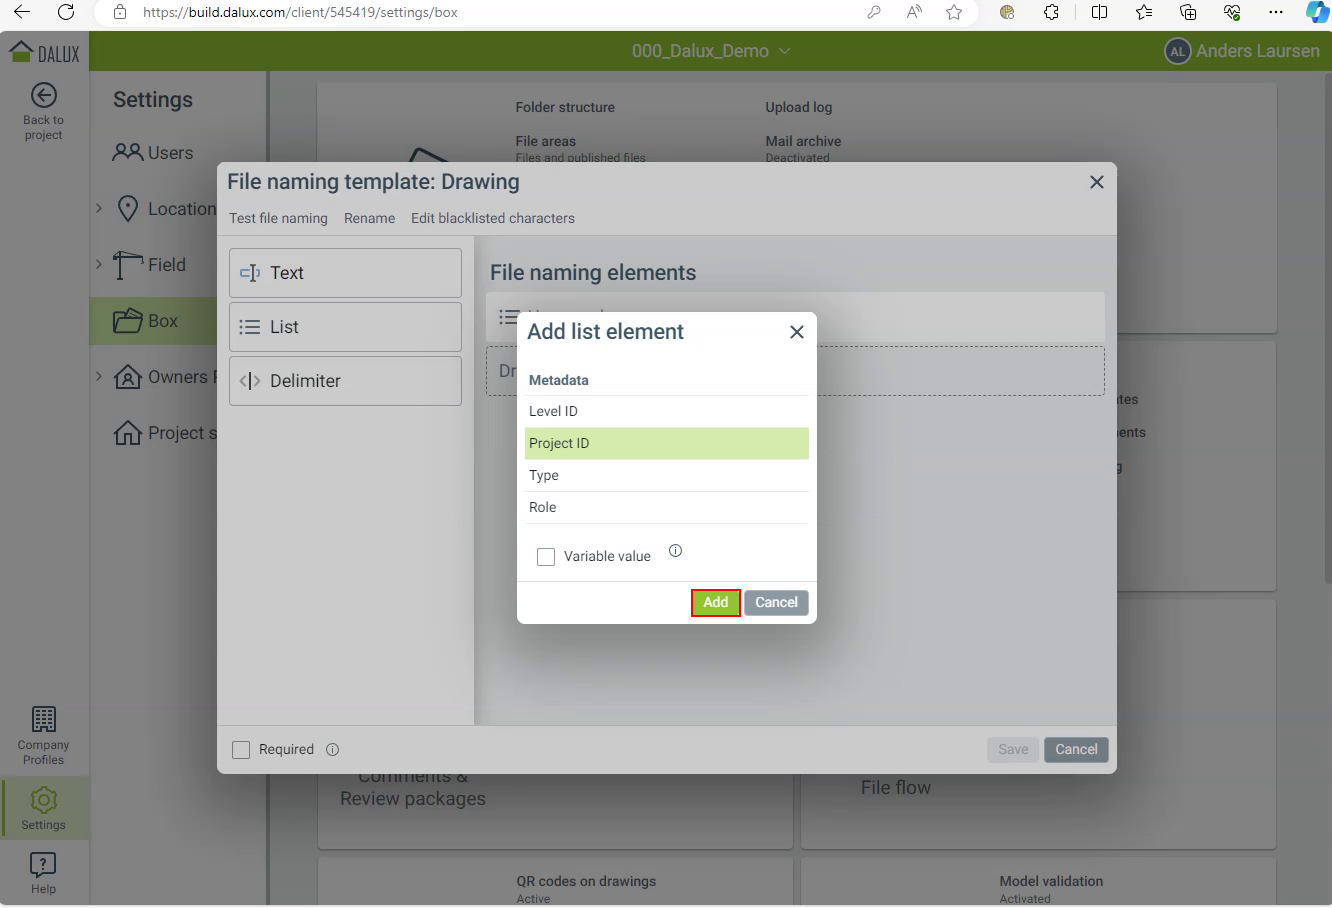 https://build.dalux.com/client/545419/settings/box
DALUX
000_Dalux_Demo
AL Anders Laursen
Back to
project
Settings
Users
Location
Field
Box
Owners
Project s
Company
Profiles
Settings
Help
Folder structure
Upload log
File areas
Files and published files
Mail archive
Deactivated
File naming template: Drawing
Test file naming Rename Edit blacklisted characters
Text
List
Delimiter
File naming elements
Dr
Add list element
Metadata
Level ID
Project ID
Type
Role
Variable value
Add Cancel
tes
ents
g
Required
Save Cancel
Comments &
Review packages
File flow
QR codes on drawings
Active
Model validation
Activated